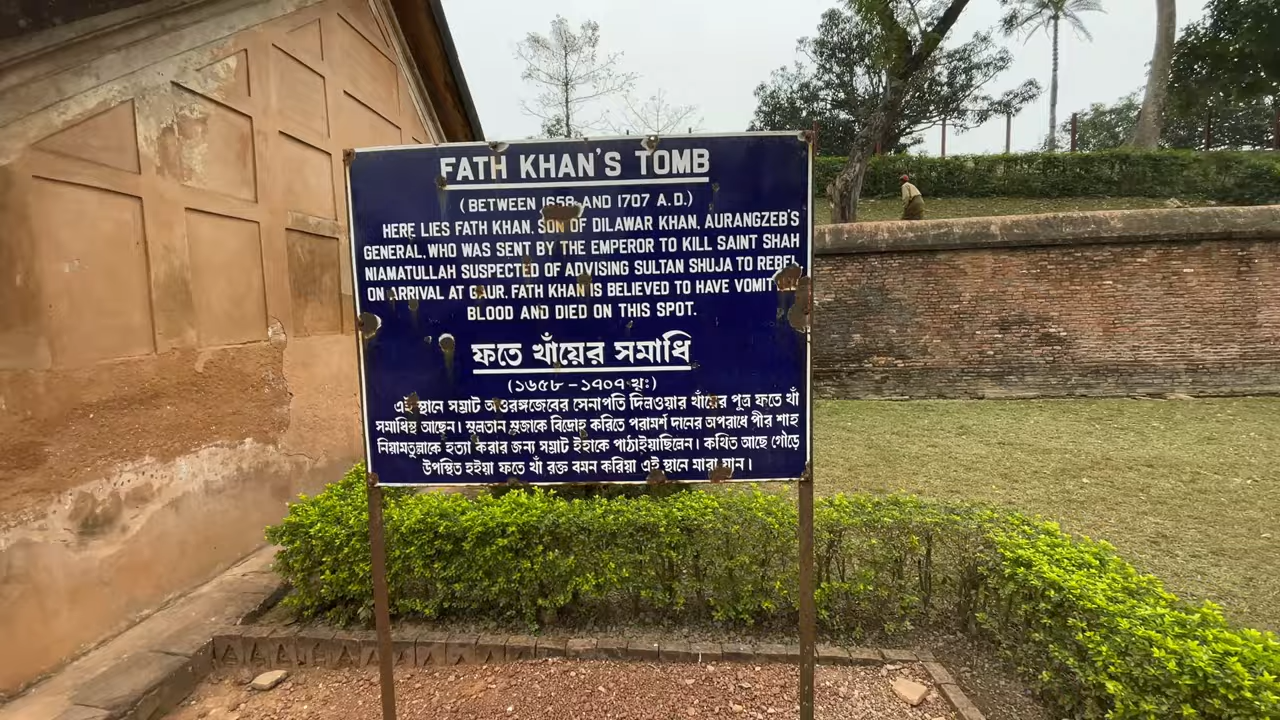 FATH KHAN'S TOMB
(BETWEEN 1658 AND 1707 A.D.)
HERE LIES FATH KHAN, SON OF DILAWAR KHAN, AURANGZEB'S
GENERAL, WHO WAS SENT BY THE EMPEROR TO KILL SAINT SHAH
NIAMATULLAH SUSPECTED OF ADVISING SULTAN SHUJA TO REBEL
ON ARRIVAL AT GAUR, FATH KHAN IS BELIEVED TO HAVE
BLOOD AND DIED ON THIS SPOT.
ফতে খাঁয়ের সমাধি
(১৬৫৮ – ১৭০৭ খৃঃ)
এই স্থানে সম্রাট অওরঙ্গজেবের সেনাপতি দিলওয়ার খাঁয়ের পুত্র ফতে খাঁ
সমাধিস্থ আছেন। সুলতান সুজাকে বিদ্রোহ করিতে পরামর্শ দানের অপরাধে পীর শাহ
নিয়ামতুল্লাকে হত্যা করার জন্য সম্রাট ইহাকে পাঠাইয়াছিলেন। কথিত আছে গৌড়ে
উপস্থিত হইয়া ফতে খাঁ রক্ত বমন করিয়া এই স্থানে মারা যান।